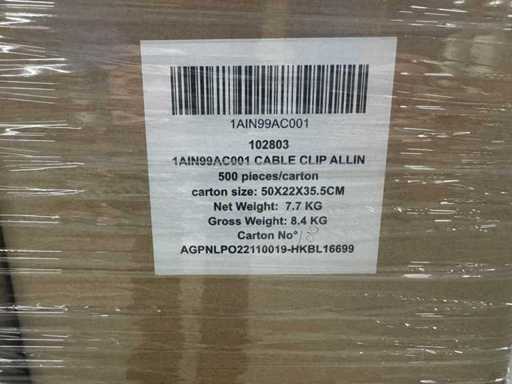 1AIN99AC001
102803
1AIN99AC001 CABLE CLIP ALLIN
500 pieces/carton
carton size: 50X22X35.5CM
Net Weight: 7.7 KG
Gross Weight: 8.4 KG
Carton No°
AGPNLPO22110019-HKBL16699